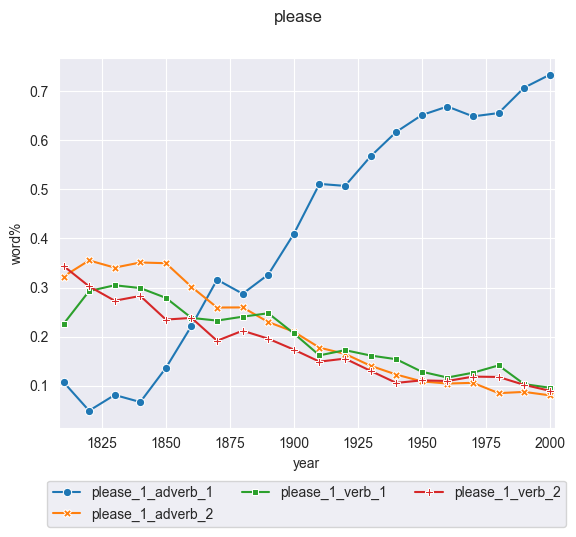 please
0.7
0.6
0.5
0.4
0.3
0.2
0.1
word%
1825 1850 1875 1900 1925 1950 1975 2000
year
please_1_adverb_1 please_1_verb_1 please_1_verb_2
please_1_adverb_2